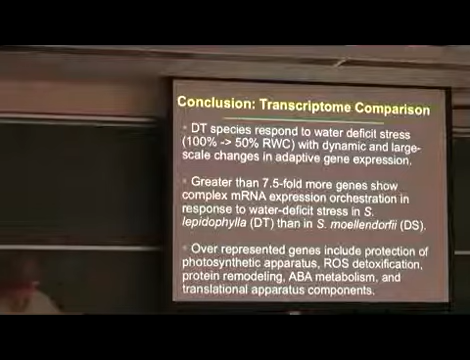 Conclusion: Transcriptome Comparison
• DT species respond to water deficit stress
(100% -> 50% RWC) with dynamic and large-
scale changes in adaptive gene expression.
• Greater than 7.5-fold more genes show
complex mRNA expression orchestration in
response to water-deficit stress in S.
lepidophylla (DT) than in S. moellendorfii (DS).
• Over represented genes include protection of
photosynthetic apparatus, ROS detoxification,
protein remodeling, ABA metabolism, and
translational apparatus components.